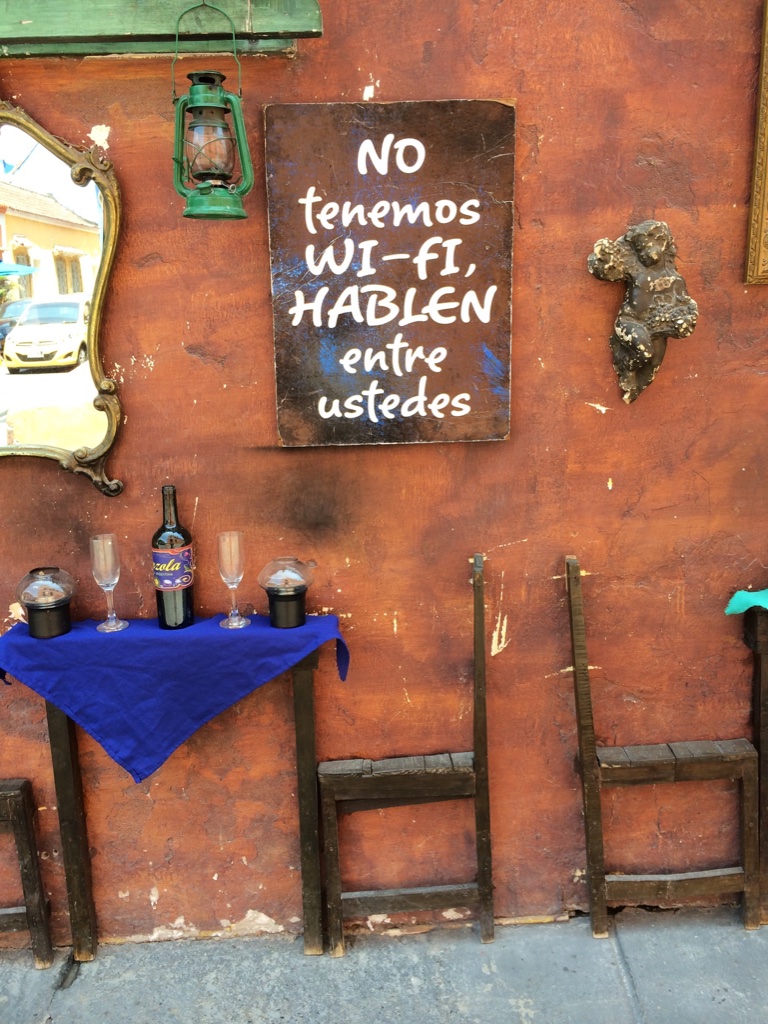 NO
tenemos
WI-FI,
HABLEN
entre
ustedes